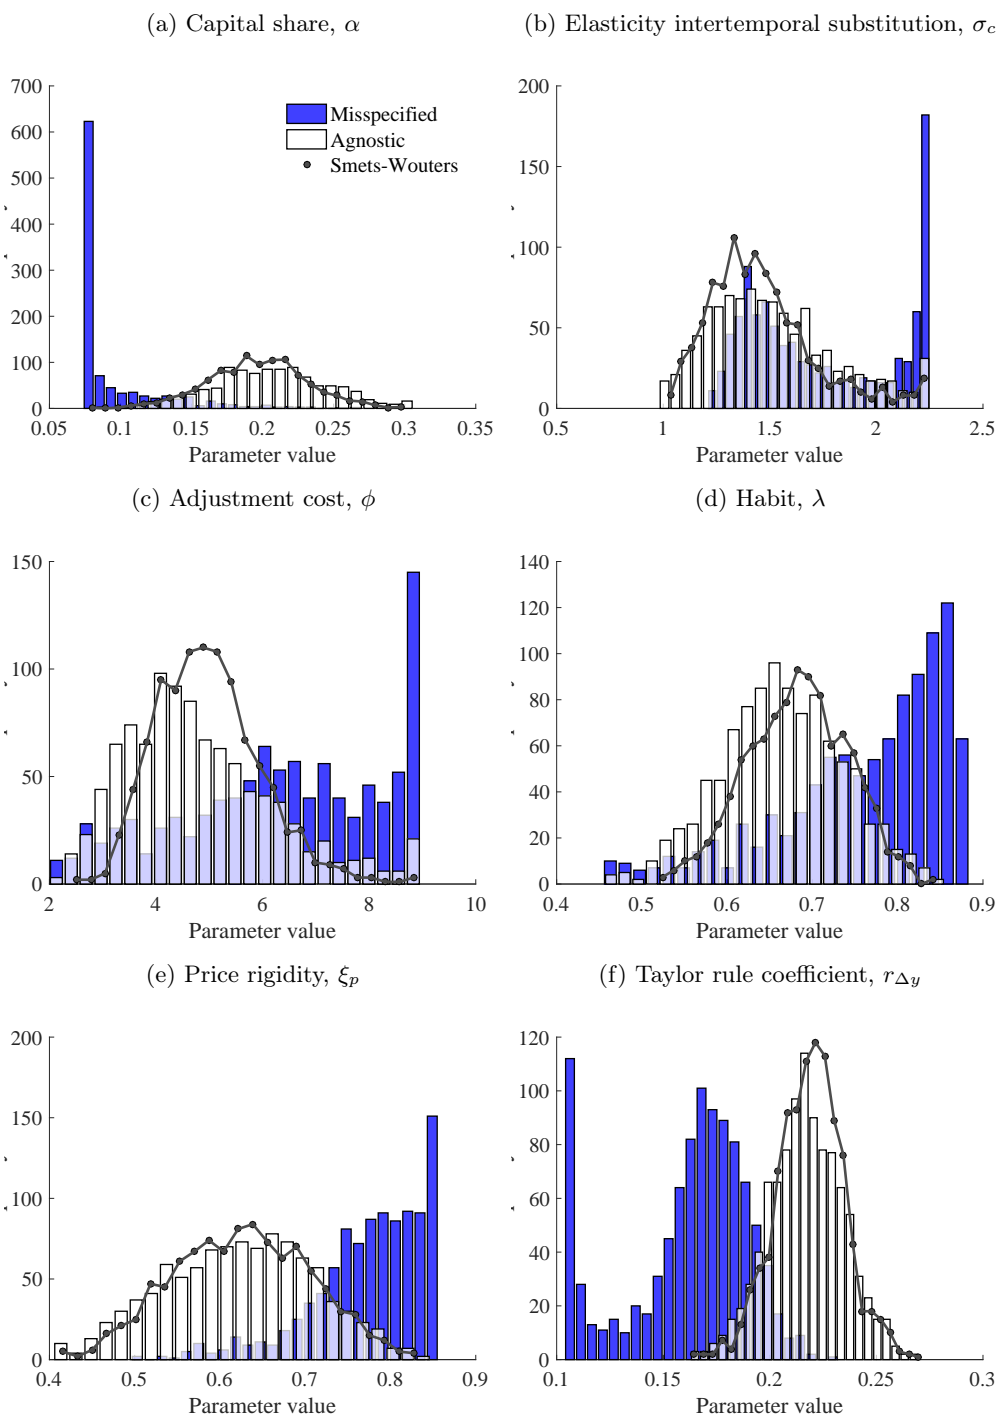 (a) Capital share, α
(b) Elasticity intertemporal substitution, σc
700
600
500
400
300
200
100
0
0.05 0.1 0.15 0.2 0.25 0.3 0.35
Parameter value
Misspecified
Agnostic
Smets-Wouters
200
150
100
50
0
0.5 1 1.5 2 2.5
Parameter value
(c) Adjustment cost, ϕ
(d) Habit, λ
150
100
50
0
2 4 6 8 10
Parameter value
140
120
100
80
60
40
20
0
0.4 0.5 0.6 0.7 0.8 0.9
Parameter value
(e) Price rigidity, ξp
(f) Taylor rule coefficient, rΔy
200
150
100
50
0
0.4 0.5 0.6 0.7 0.8 0.9
Parameter value
120
100
80
60
40
20
0
0.1 0.15 0.2 0.25 0.3
Parameter value